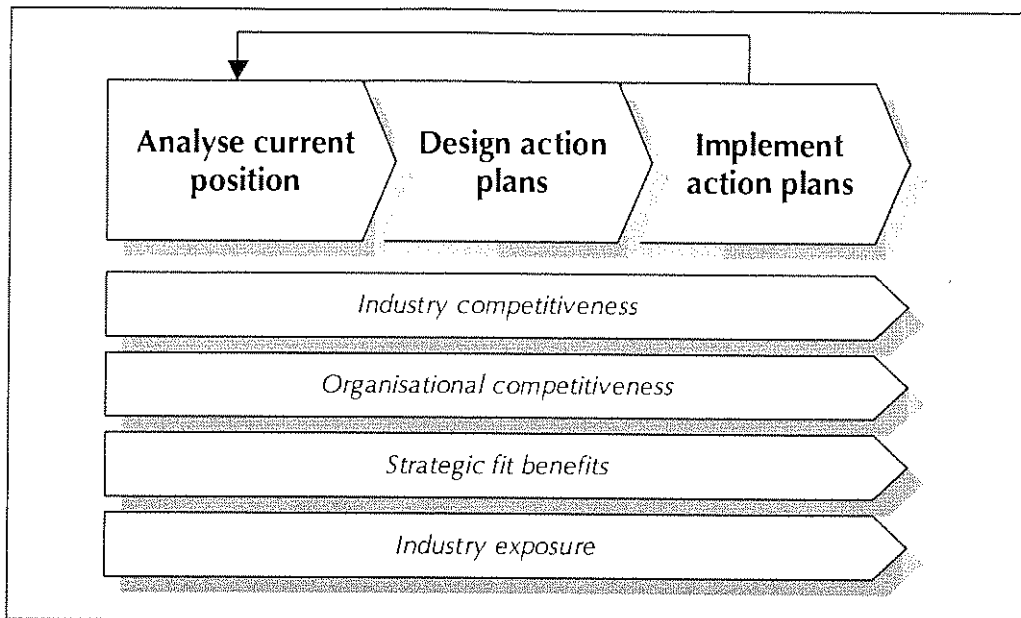 Analyse current
position
Design action
plans
Implement
action plans
Industry competitiveness
Organisational competitiveness
Strategic fit benefits
Industry exposure